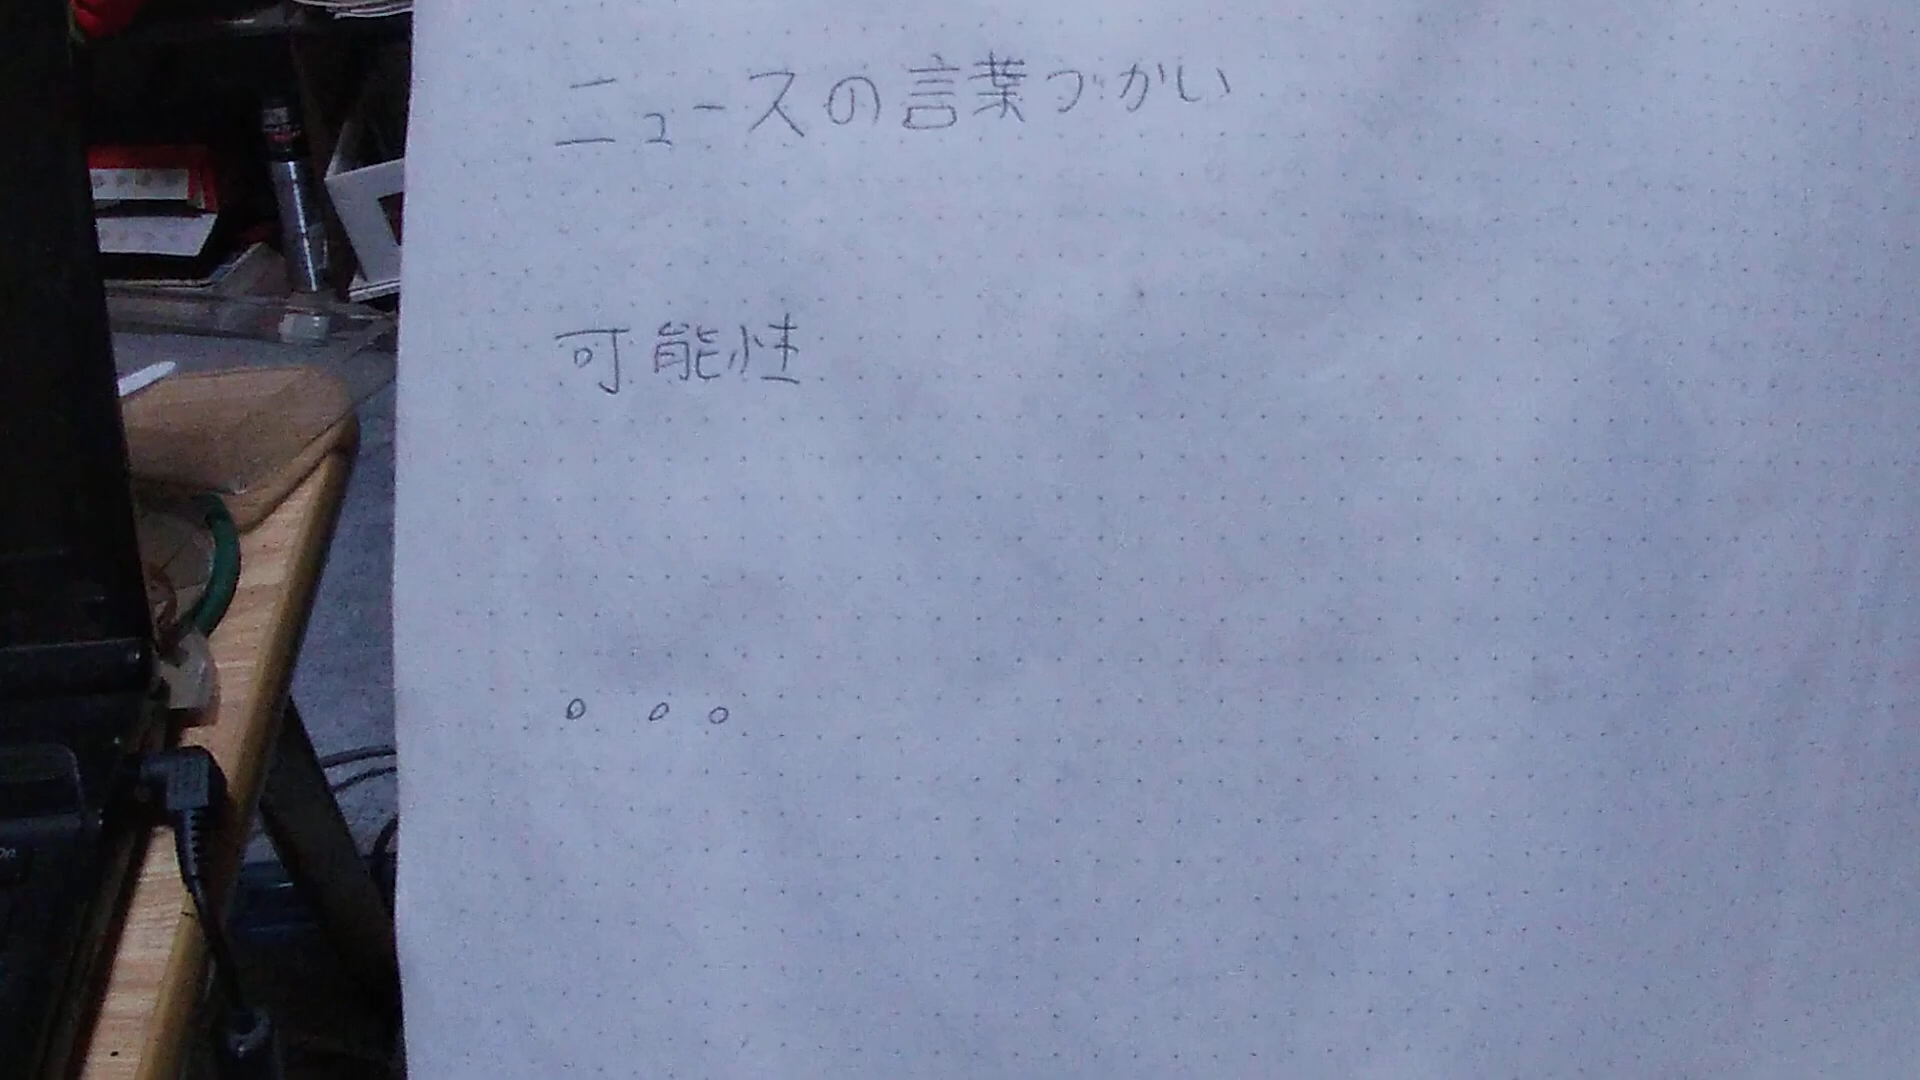 ニュースの言葉づかい
可能性
。。。